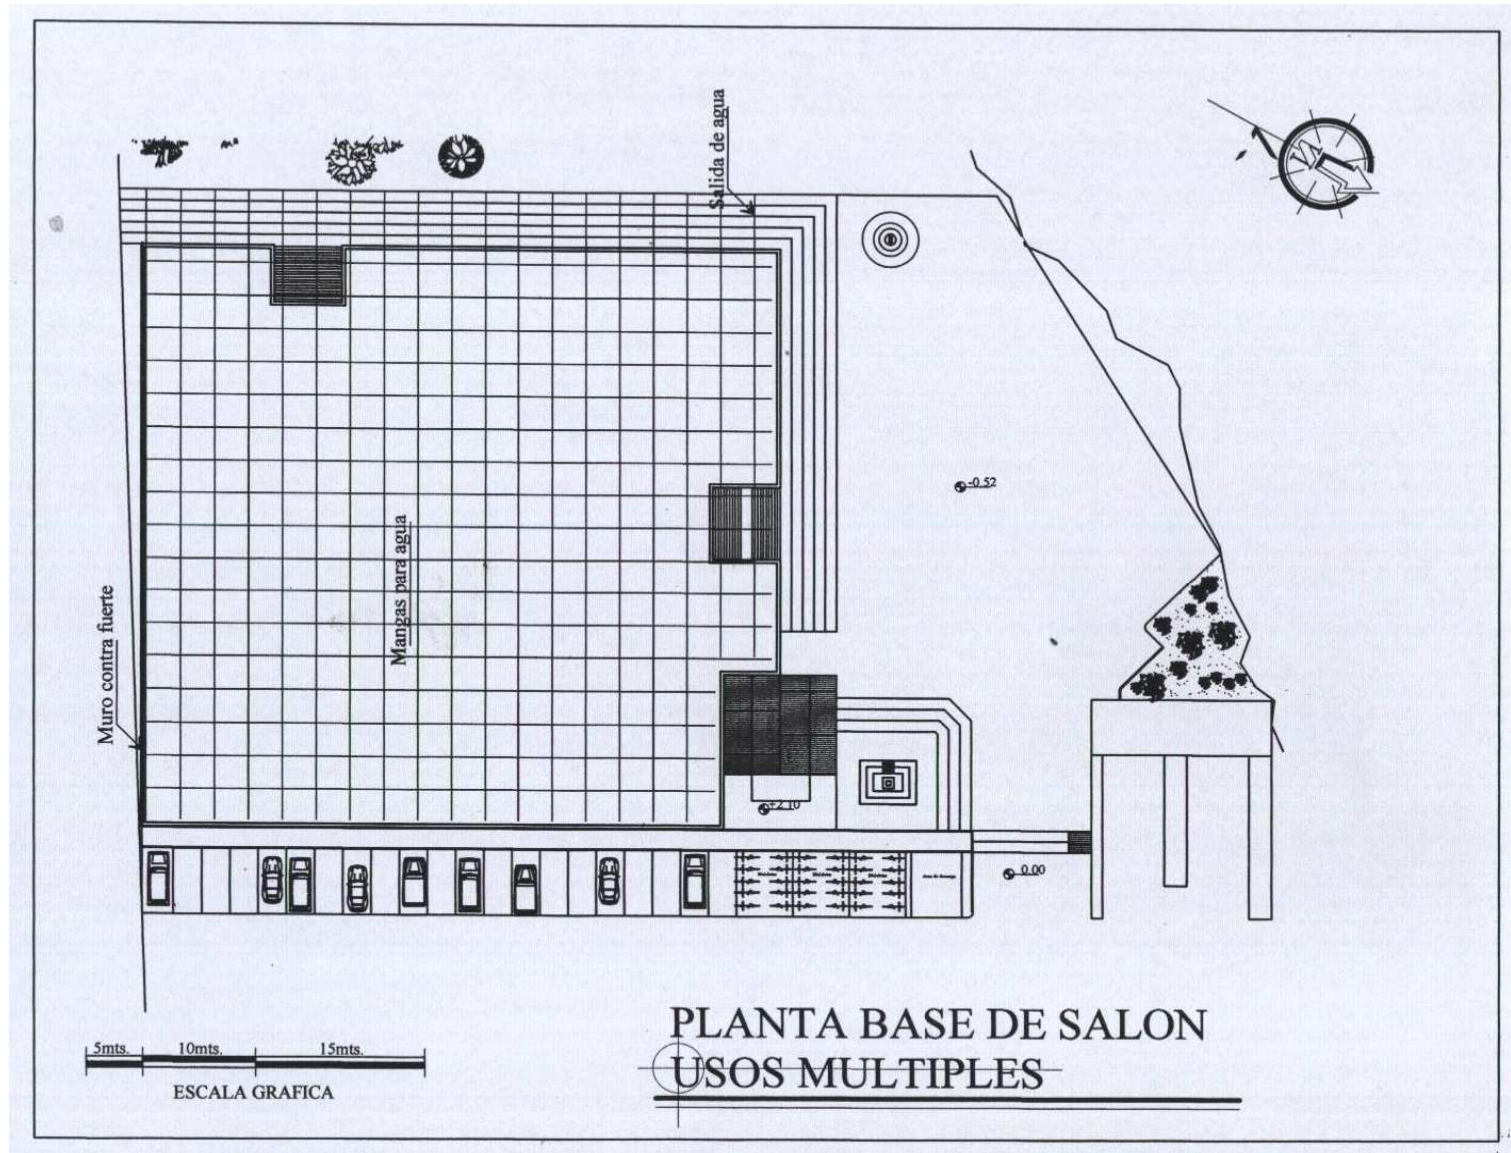 Salida de agua
-0.52
Mangas para agua
Muro contra fuerte
+2.10
0.00
PLANTA BASE DE SALON
USOS MULTIPLES
5mts. 10mts. 15mts.
ESCALA GRAFICA